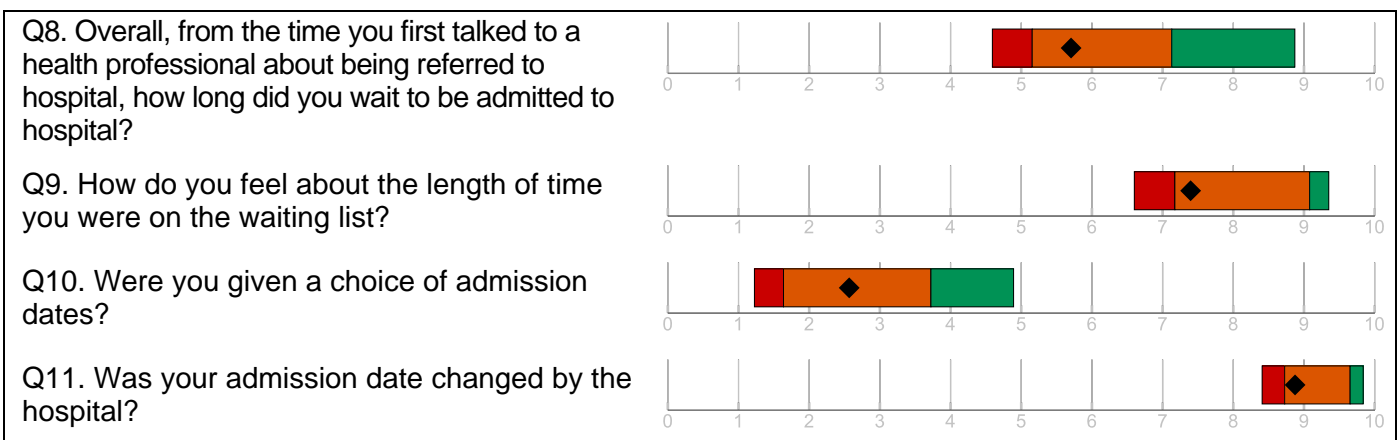 Q8. Overall, from the time you first talked to a
health professional about being referred to
hospital, how long did you wait to be admitted to
hospital?
0 1 2 3 4 5 6 7 8 9 10
Q9. How do you feel about the length of time
you were on the waiting list?
0 1 2 3 4 5 6 7 8 9 10
Q10. Were you given a choice of admission
dates?
0 1 2 3 4 5 6 7 8 9 10
Q11. Was your admission date changed by the
hospital?
0 1 2 3 4 5 6 7 8 9 10